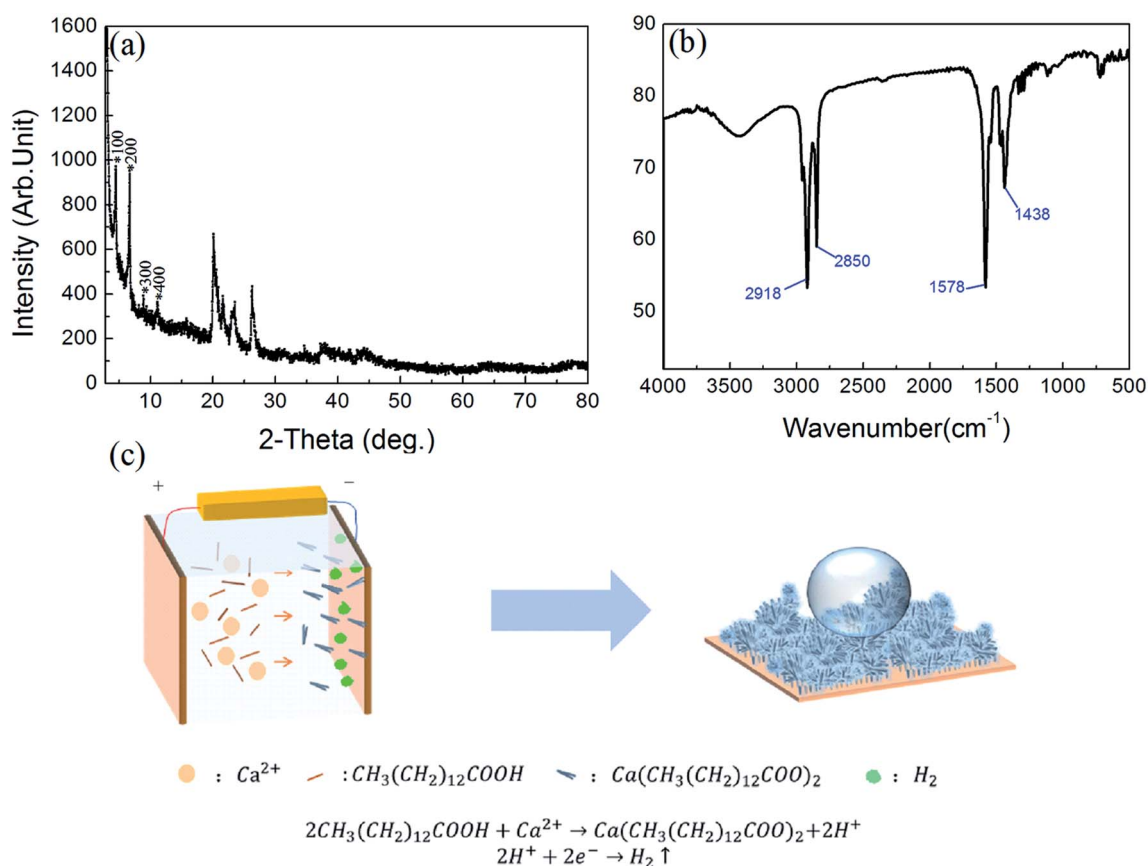 (a)
1600
1400
1200
1000
800
600
400
200
0
Intensity (Arb.Unit)
*100
*200
*300
*400
10 20 30 40 50 60 70 80
2-Theta (deg.)
(b)
90
80
70
60
50
2918
2850
1578
1438
4000 3500 3000 2500 2000 1500 1000 500
Wavenumber(cm⁻¹)
(c)
+ −
: Ca²⁺ :CH₃(CH₂)₁₂COOH : Ca(CH₃(CH₂)₁₂COO)₂ : H₂
2CH₃(CH₂)₁₂COOH + Ca²⁺ → Ca(CH₃(CH₂)₁₂COO)₂+2H⁺
2H⁺ + 2e⁻ → H₂ ↑